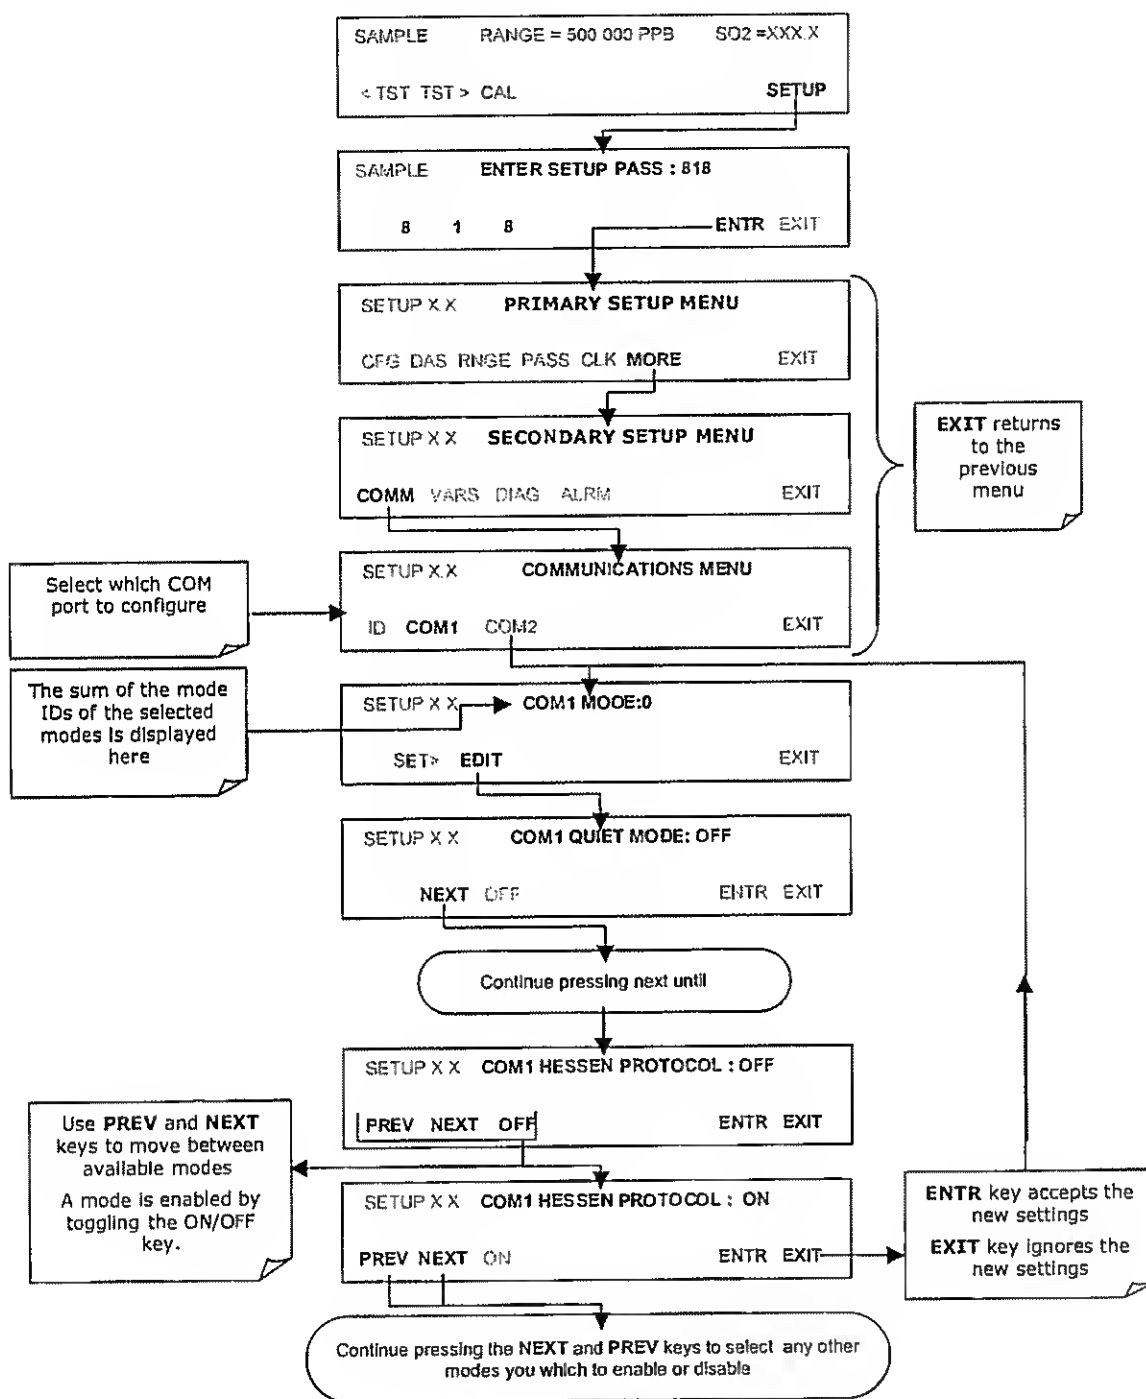 SAMPLE RANGE = 500 000 PPB SO2 =XXX.X
< TST TST > CAL SETUP
SAMPLE ENTER SETUP PASS : 818
8 1 8 ENTR EXIT
SETUP X.X PRIMARY SETUP MENU
CFG DAS RNGE PASS CLK MORE EXIT
SETUP X X SECONDARY SETUP MENU
COMM VARS DIAG ALRM EXIT
EXIT returns
to the
previous
menu
Select which COM
port to configure
SETUP X.X COMMUNICATIONS MENU
ID COM1 COM2 EXIT
The sum of the mode
IDs of the selected
modes is displayed
here
SETUP X X COM1 MODE:0
SET> EDIT EXIT
SETUP X X COM1 QUIET MODE: OFF
NEXT OFF ENTR EXIT
Continue pressing next until
SETUP X X COM1 HESSEN PROTOCOL : OFF
PREV NEXT OFF ENTR EXIT
Use PREV and NEXT
keys to move between
available modes
A mode is enabled by
toggling the ON/OFF
key.
SETUP X X COM1 HESSEN PROTOCOL : ON
PREV NEXT ON ENTR EXIT
ENTR key accepts the
new settings
EXIT key ignores the
new settings
Continue pressing the NEXT and PREV keys to select any other
modes you which to enable or disable